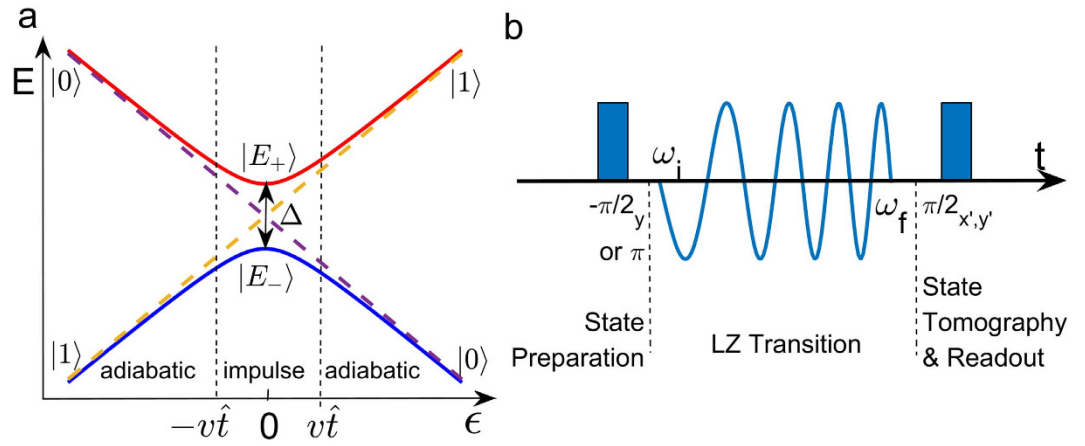 a
E
|0⟩
|1⟩
|E₊⟩
Δ
|E₋⟩
|1⟩
|0⟩
adiabatic
impulse
adiabatic
−vt̂
0
vt̂
ϵ
b
ωᵢ
t
-π/2y
or π
ωf
π/2x',y'
State
Preparation
LZ Transition
State
Tomography
& Readout